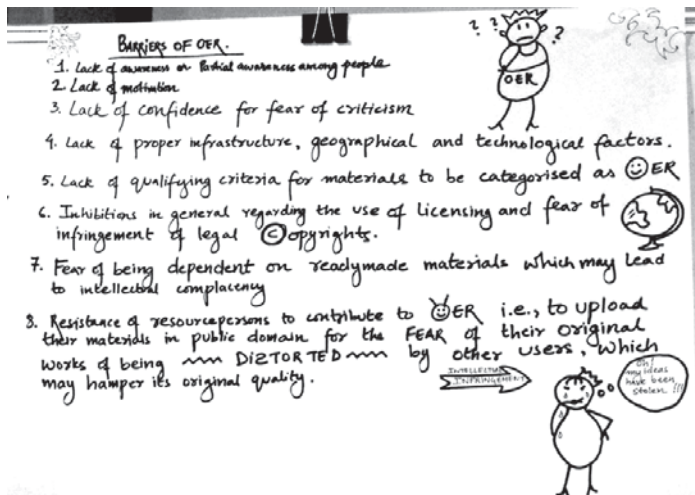 BARRIERS OF OER.
1. Lack of awareness or Partial awareness among people
2. Lack of motivation
3. Lack of confidence for fear of criticism
4. Lack of proper infrastructure, geographical and technological factors.
5. Lack of qualifying criteria for materials to be categorised as OER
6. Inhibitions in general regarding the use of licensing and fear of
infringement of legal ©opyrights.
7. Fear of being dependent on readymade materials which may lead
to intellectual complacency
8. Resistance of resourcepersons to contribute to OER i.e., to upload
their materials in public domain for the FEAR of their original
works of being DISTORTED by other users, which
may hamper its original quality.
? ? ?
OER
INTELLECTUAL
INFRINGEMENT
Oh!
my ideas
have been
stolen !!!